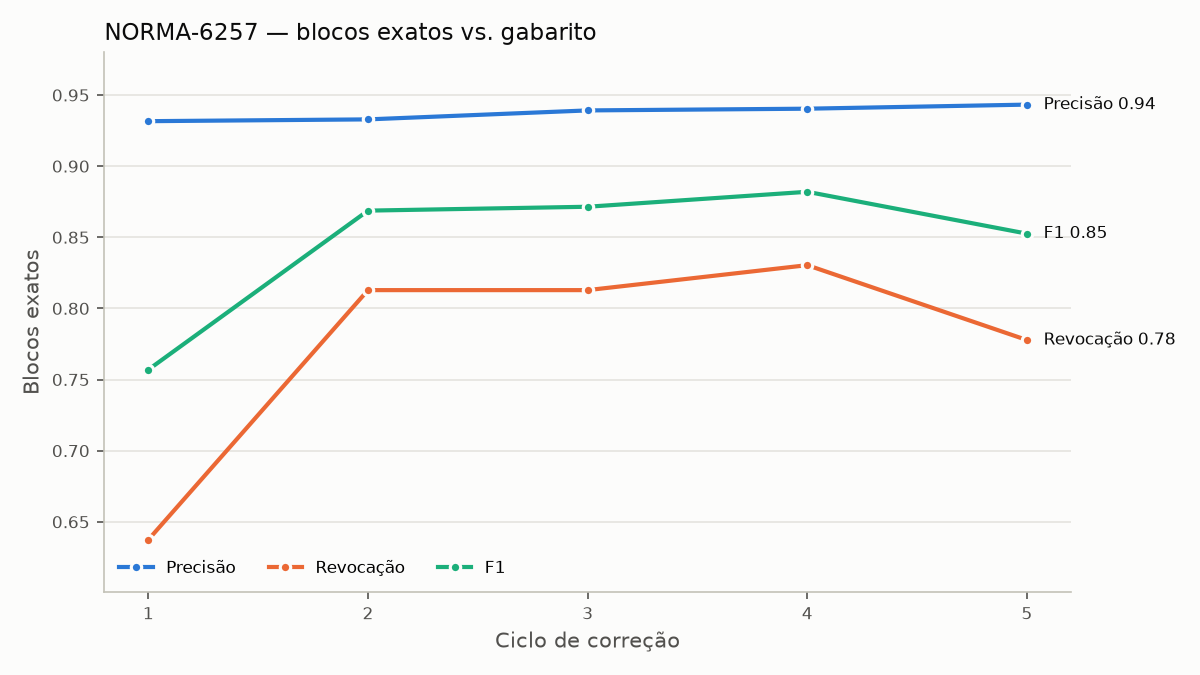 NORMA-6257 — blocos exatos vs. gabarito
Blocos exatos
0.95
0.90
0.85
0.80
0.75
0.70
0.65
Precisão 0.94
F1 0.85
Revocação 0.78
Precisão
Revocação
F1
1
2
3
4
5
Ciclo de correção